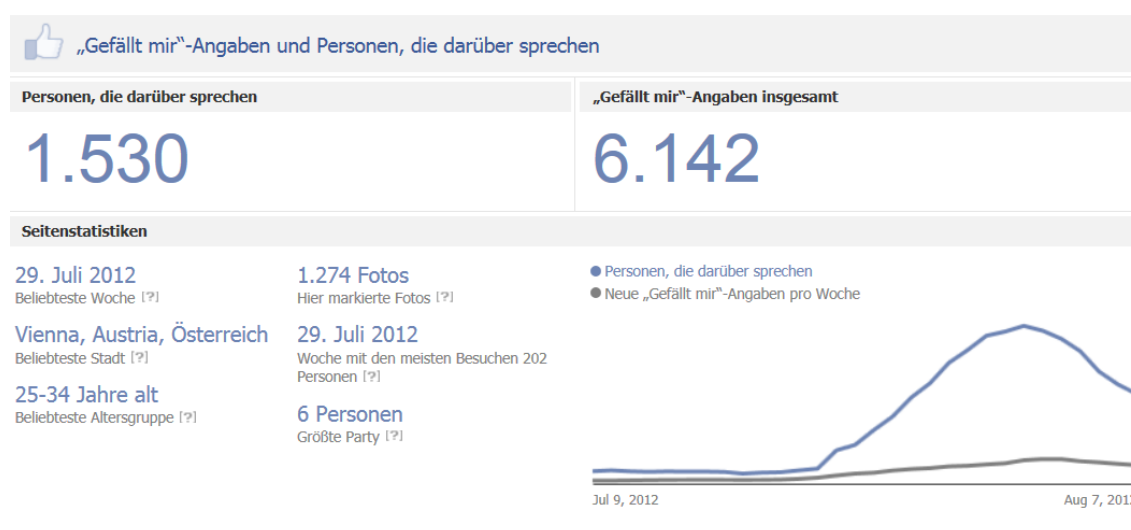 „Gefällt mir“-Angaben und Personen, die darüber sprechen
Personen, die darüber sprechen
1.530
„Gefällt mir“-Angaben insgesamt
6.142
Seitenstatistiken
29. Juli 2012
Beliebteste Woche [?]
Vienna, Austria, Österreich
Beliebteste Stadt [?]
25-34 Jahre alt
Beliebteste Altersgruppe [?]
1.274 Fotos
Hier markierte Fotos [?]
29. Juli 2012
Woche mit den meisten Besuchen 202
Personen [?]
6 Personen
Größte Party [?]
Personen, die darüber sprechen
Neue „Gefällt mir“-Angaben pro Woche
Jul 9, 2012
Aug 7, 201